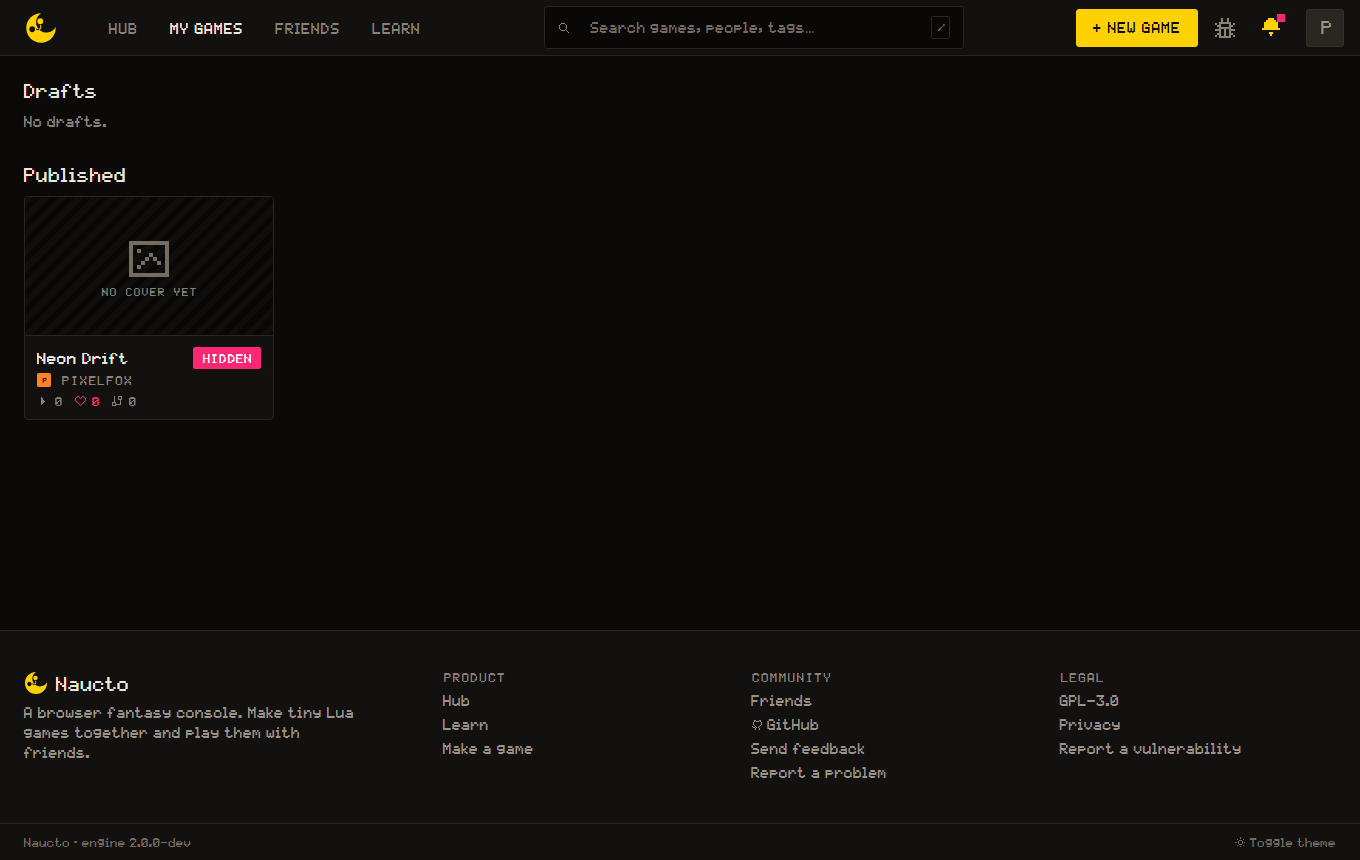 HUB MY GAMES FRIENDS LEARN Search games, people, tags... / + NEW GAME P
Drafts
No drafts.
Published
NO COVER YET
Neon Drift HIDDEN
P PIXELFOX
0 0 0
Naucto
A browser fantasy console. Make tiny Lua
games together and play them with
friends.
PRODUCT
Hub
Learn
Make a game
COMMUNITY
Friends
GitHub
Send feedback
Report a problem
LEGAL
GPL-3.0
Privacy
Report a vulnerability
Naucto · engine 2.0.0-dev Toggle theme